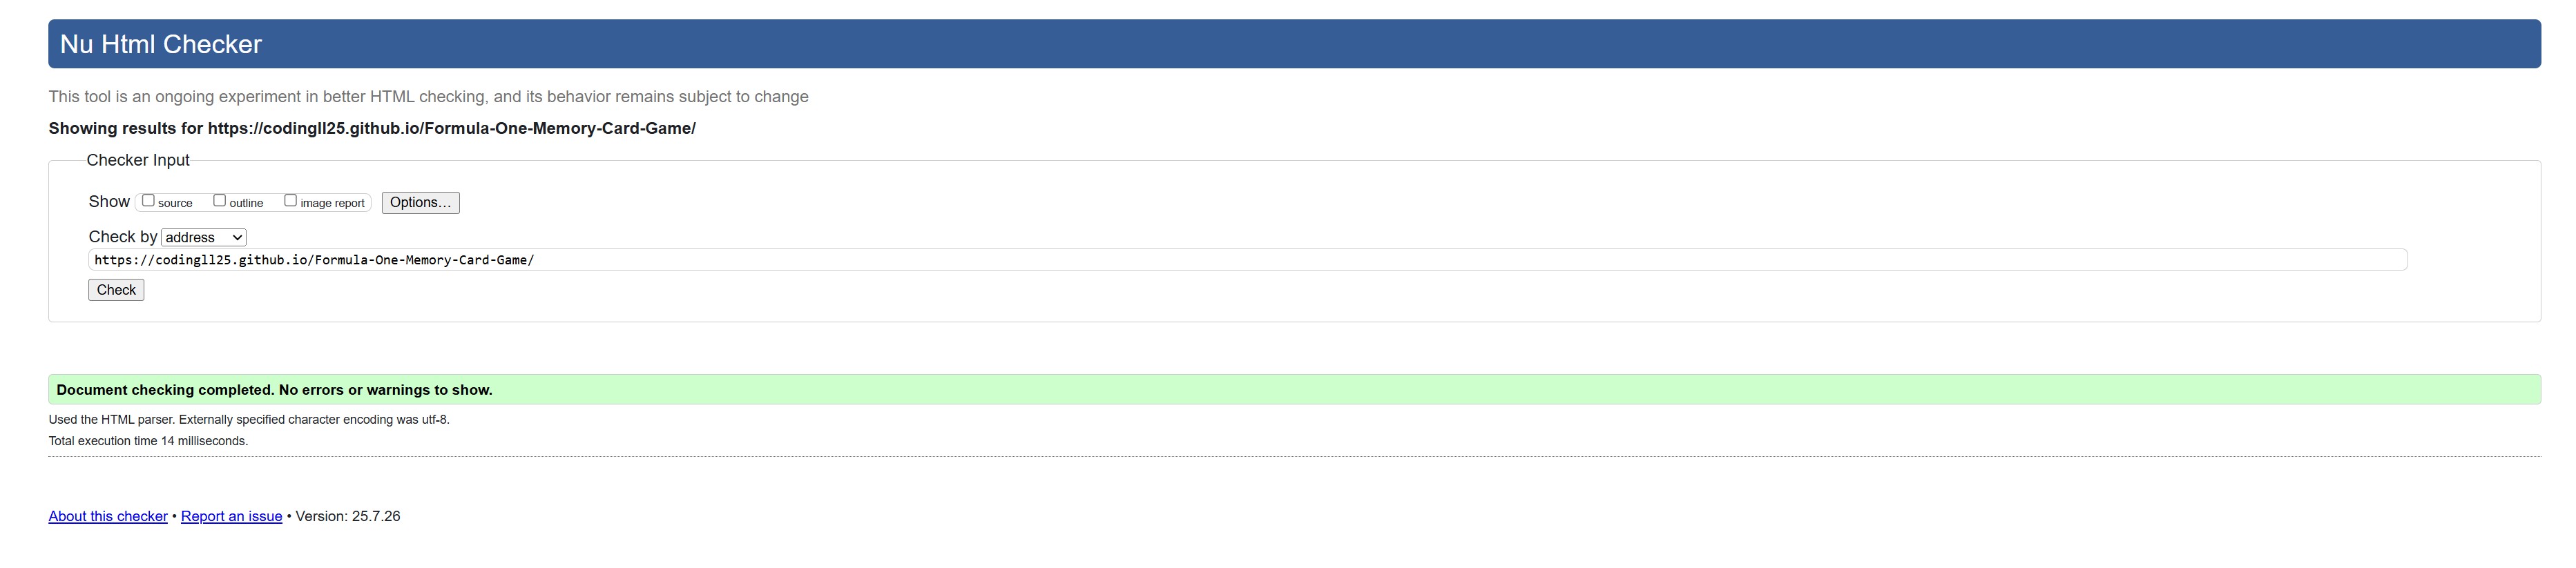 Nu Html Checker
This tool is an ongoing experiment in better HTML checking, and its behavior remains subject to change
Showing results for https://codingll25.github.io/Formula-One-Memory-Card-Game/
Checker Input
Show source outline image report Options...
Check by address
https://codingll25.github.io/Formula-One-Memory-Card-Game/
Check
Document checking completed. No errors or warnings to show.
Used the HTML parser. Externally specified character encoding was utf-8.
Total execution time 14 milliseconds.
About this checker • Report an issue • Version: 25.7.26